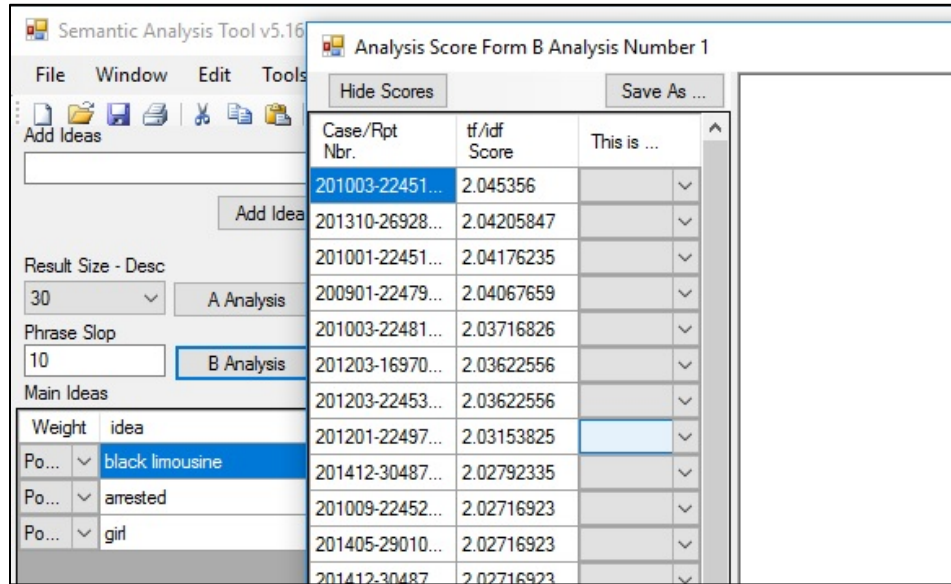 Semantic Analysis Tool v5.16
File Window Edit Tools
Add Ideas
Add Idea
Result Size - Desc
30
A Analysis
Phrase Slop
10
B Analysis
Main Ideas
Weight idea
Po... black limousine
Po... arrested
Po... girl
Analysis Score Form B Analysis Number 1
Hide Scores Save As ...
Case/Rpt Nbr. tf/idf Score This is ...
201003-22451... 2.045356
201310-26928... 2.04205847
201001-22451... 2.04176235
200901-22479... 2.04067659
201003-22481... 2.03716826
201203-16970... 2.03622556
201203-22453... 2.03622556
201201-22497... 2.03153825
201412-30487... 2.02792335
201009-22452... 2.02716923
201405-29010... 2.02716923
201412-30487... 2.02716923